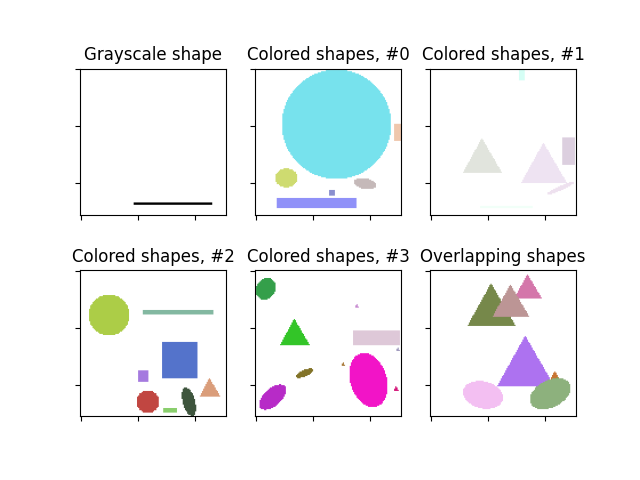 Grayscale shape
Colored shapes, #0
Colored shapes, #1
Colored shapes, #2
Colored shapes, #3
Overlapping shapes